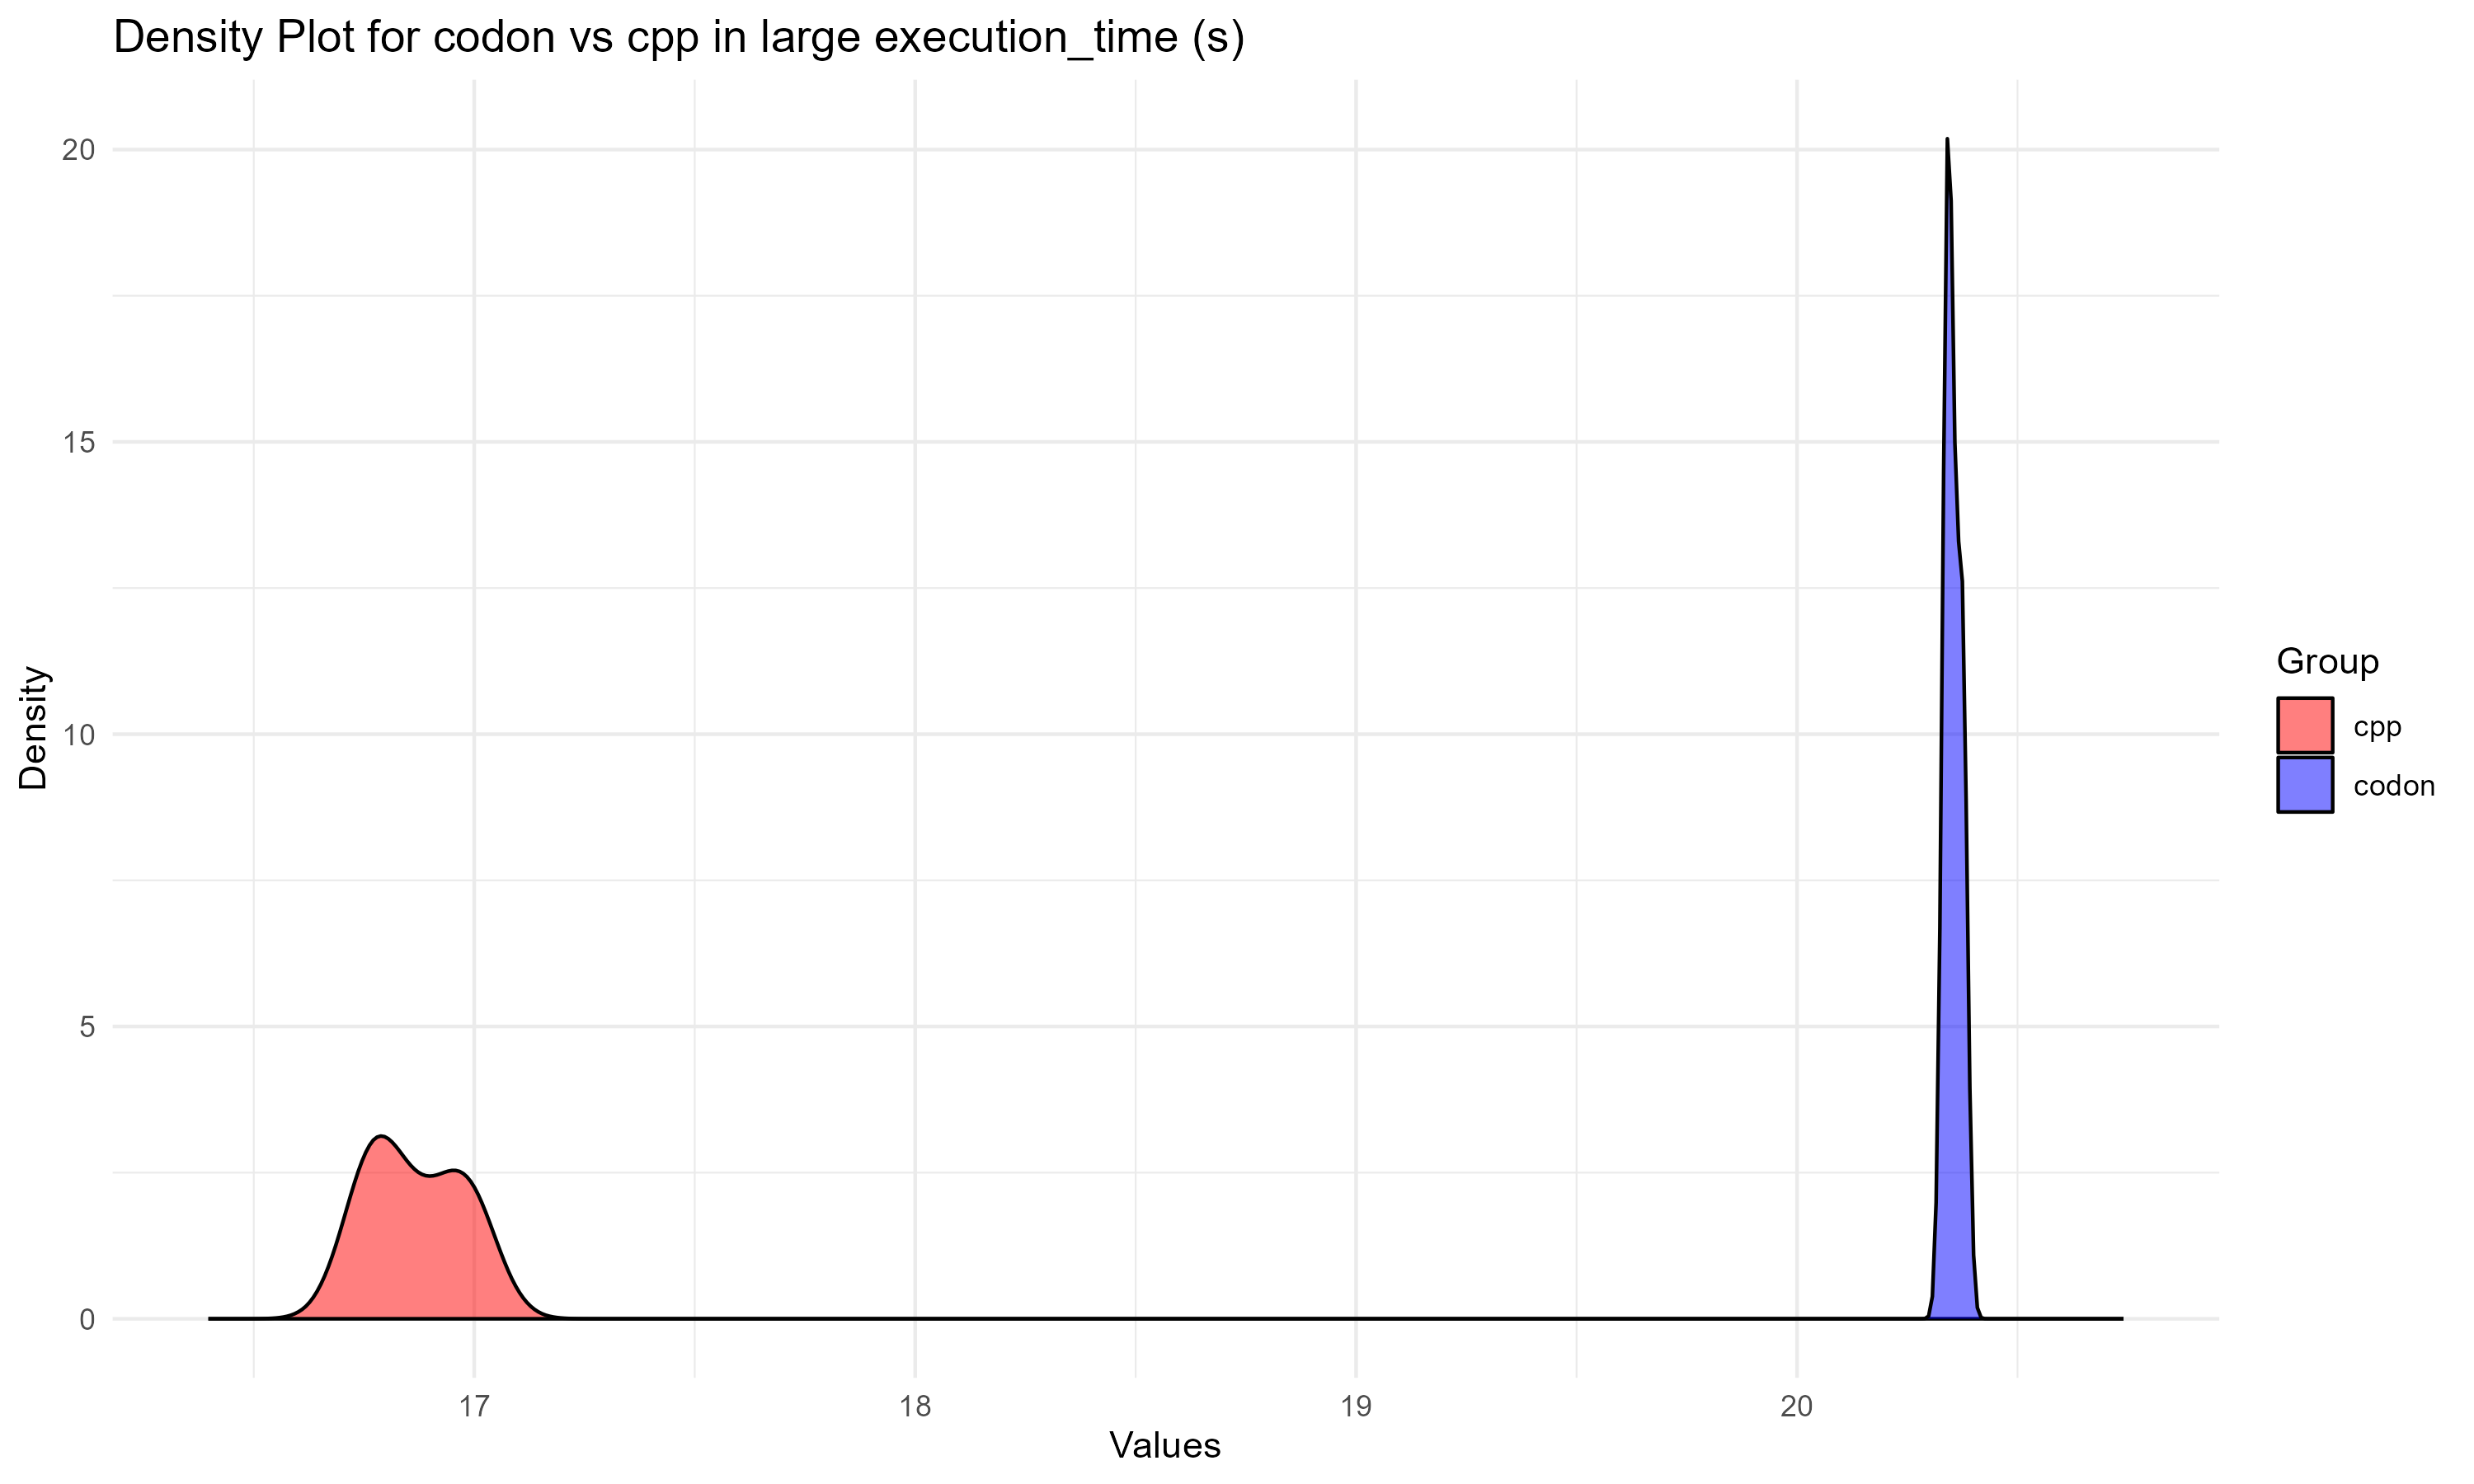 Density Plot for codon vs cpp in large execution_time (s)
Density
20
15
10
5
0
17
18
19
20
Values
Group
cpp
codon